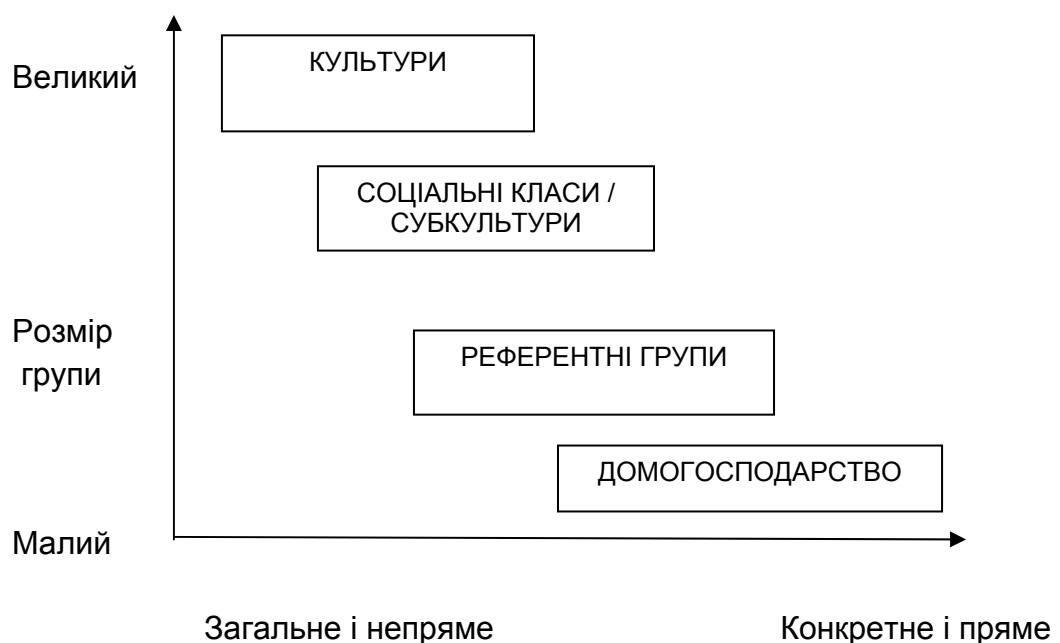 Великий
КУЛЬТУРИ
СОЦІАЛЬНІ КЛАСИ /
СУБКУЛЬТУРИ
Розмір
групи
РЕФЕРЕНТНІ ГРУПИ
ДОМОГОСПОДАРСТВО
Малий
Загальне і непряме
Конкретне і пряме